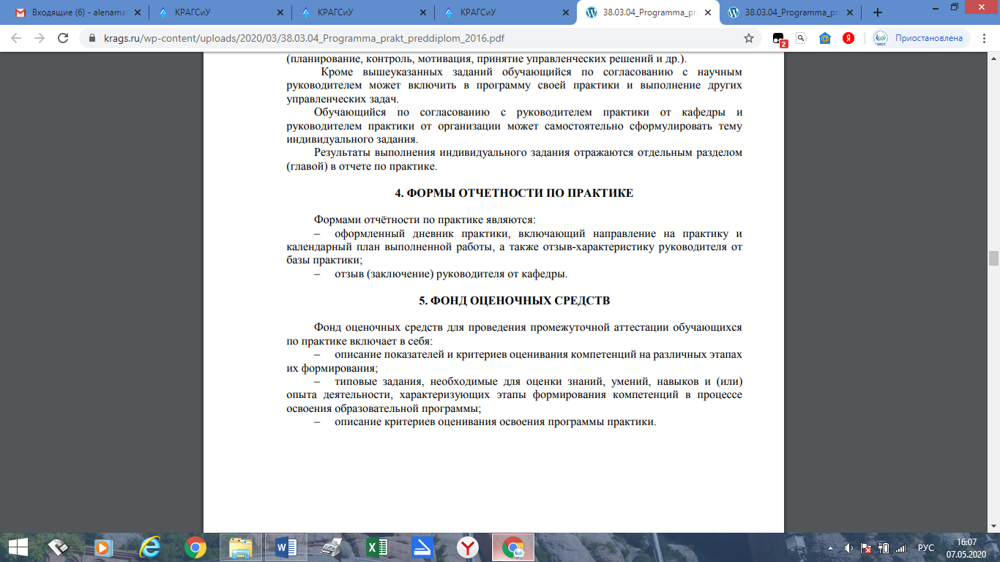 Входящие (6) - alenama
КРАГСиУ
КРАГСиУ
КРАГСиУ
38.03.04_Programma_pra
38.03.04_Programma_pra
krags.ru/wp-content/uploads/2020/03/38.03.04_Programma_prakt_preddiplom_2016.pdf
2
Я
Приостановлена
(планирование, контроль, мотивация, принятие управленческих решений и др.).
Кроме вышеуказанных заданий обучающийся по согласованию с научным
руководителем может включить в программу своей практики и выполнение других
управленческих задач.
Обучающийся по согласованию с руководителем практики от кафедры и
руководителем практики от организации может самостоятельно сформулировать тему
индивидуального задания.
Результаты выполнения индивидуального задания отражаются отдельным разделом
(главой) в отчете по практике.
4. ФОРМЫ ОТЧЕТНОСТИ ПО ПРАКТИКЕ
Формами отчётности по практике являются:
– оформленный дневник практики, включающий направление на практику и
календарный план выполненной работы, а также отзыв-характеристику руководителя от
базы практики;
– отзыв (заключение) руководителя от кафедры.
5. ФОНД ОЦЕНОЧНЫХ СРЕДСТВ
Фонд оценочных средств для проведения промежуточной аттестации обучающихся
по практике включает в себя:
– описание показателей и критериев оценивания компетенций на различных этапах
их формирования;
– типовые задания, необходимые для оценки знаний, умений, навыков и (или)
опыта деятельности, характеризующих этапы формирования компетенций в процессе
освоения образовательной программы;
– описание критериев оценивания освоения программы практики.
РУС
16:07
07.05.2020